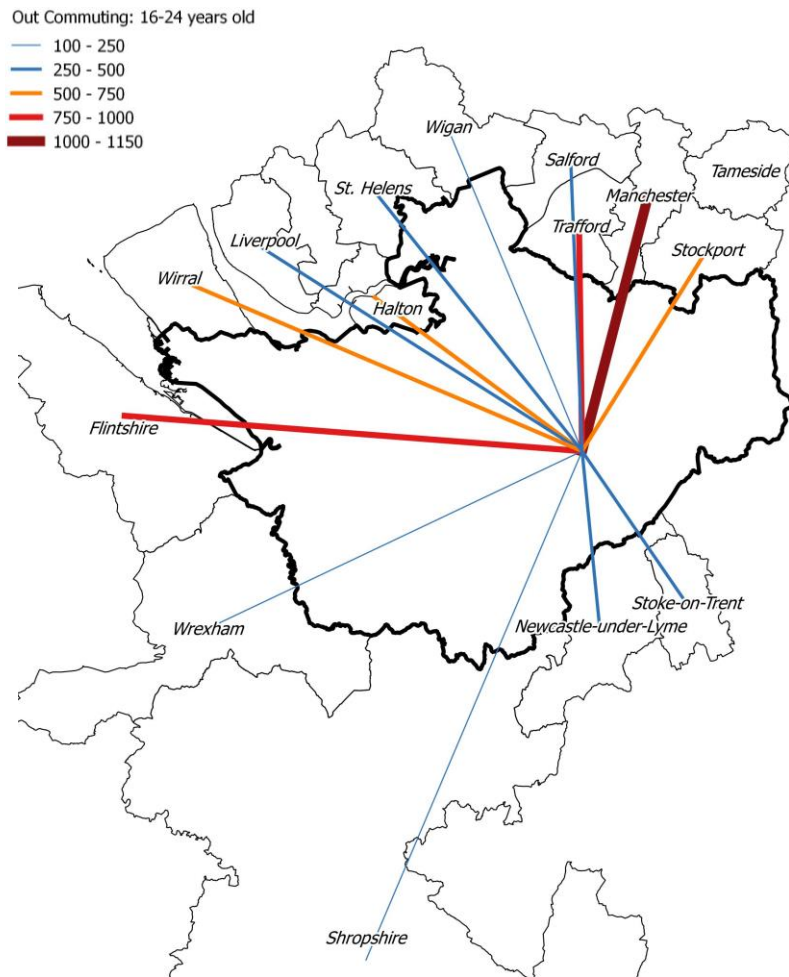 Out Commuting: 16-24 years old
100 - 250
250 - 500
500 - 750
750 - 1000
1000 - 1150
Wigan
Salford
Tameside
St. Helens
Manchester
Trafford
Liverpool
Stockport
Wirral
Halton
Flintshire
Stoke-on-Trent
Wrexham
Newcastle-under-Lyme
Shropshire